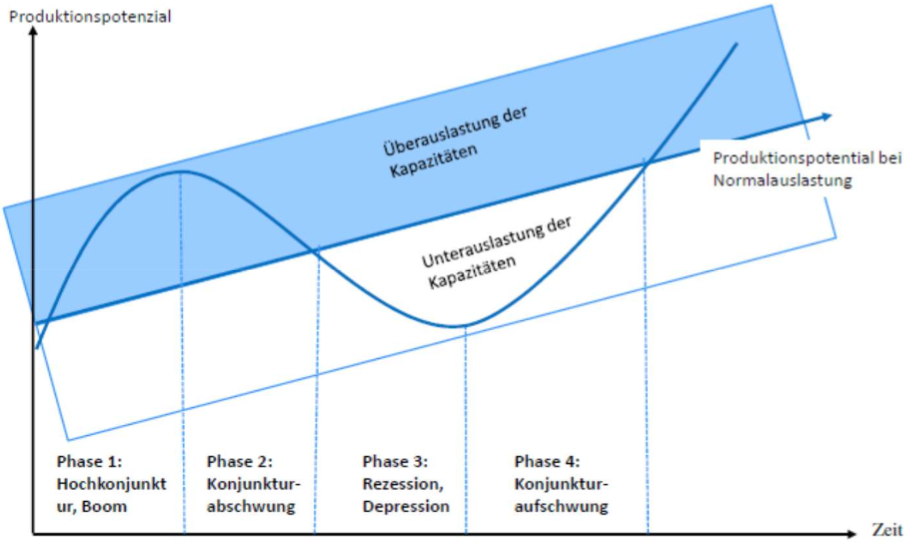 Produktionspotenzial
Überauslastung der
Kapazitäten
Produktionspotential bei
Normalauslastung
Unterauslastung der
Kapazitäten
Phase 1:
Hochkonjunkt
ur, Boom
Phase 2:
Konjunktur-
abschwung
Phase 3:
Rezession,
Depression
Phase 4:
Konjunktur-
aufschwung
Zeit